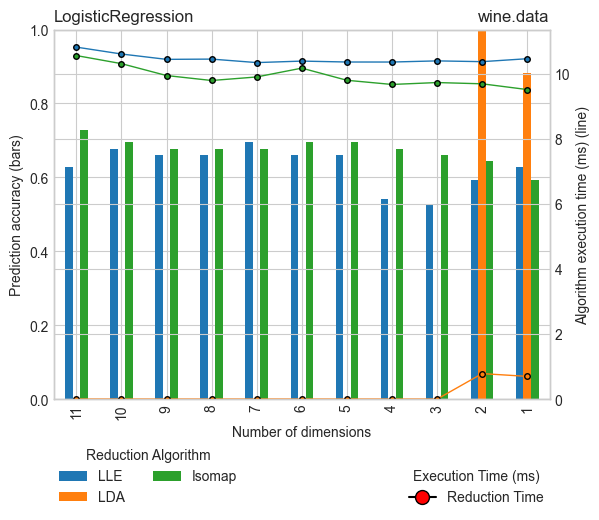 LogisticRegression wine.data
1.0
0.8
0.6
0.4
0.2
0.0
Prediction accuracy (bars)
10
8
6
4
2
0
Algorithm execution time (ms) (line)
11 10 9 8 7 6 5 4 3 2 1
Number of dimensions
Reduction Algorithm
LLE Isomap
LDA
Execution Time (ms)
Reduction Time